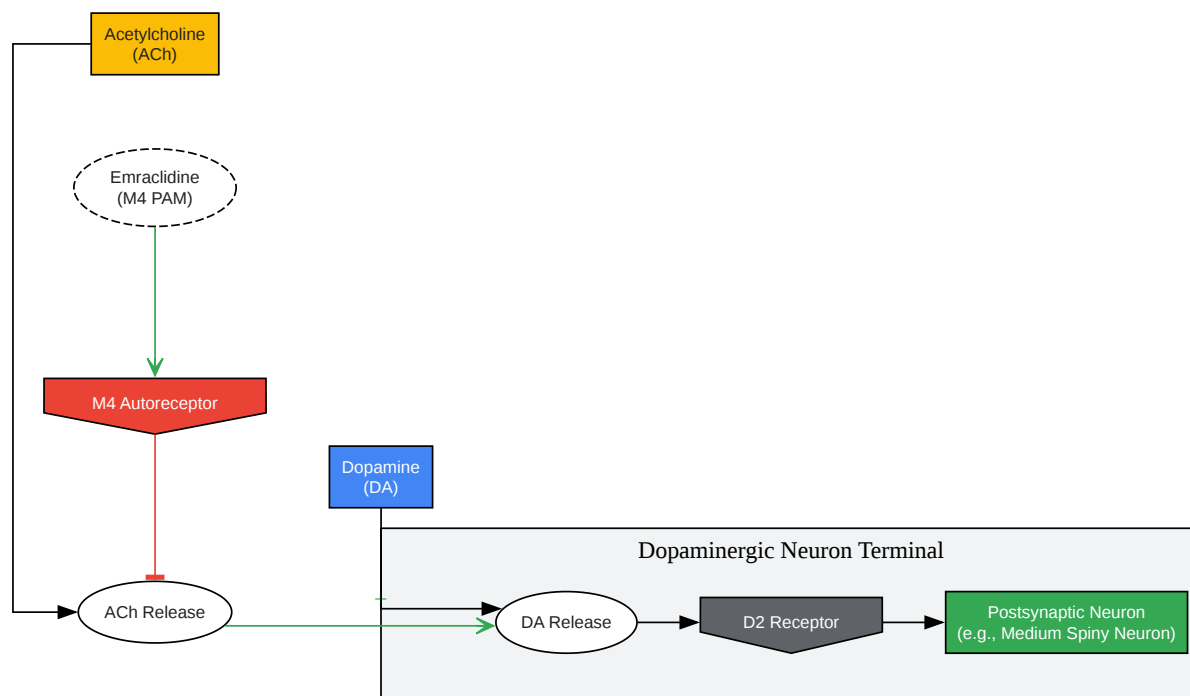 Acetylcholine
(ACh)
Emraclidine
(M4 PAM)
M4 Autoreceptor
Dopamine
(DA)
Dopaminergic Neuron Terminal
ACh Release
DA Release
D2 Receptor
Postsynaptic Neuron
(e.g., Medium Spiny Neuron)